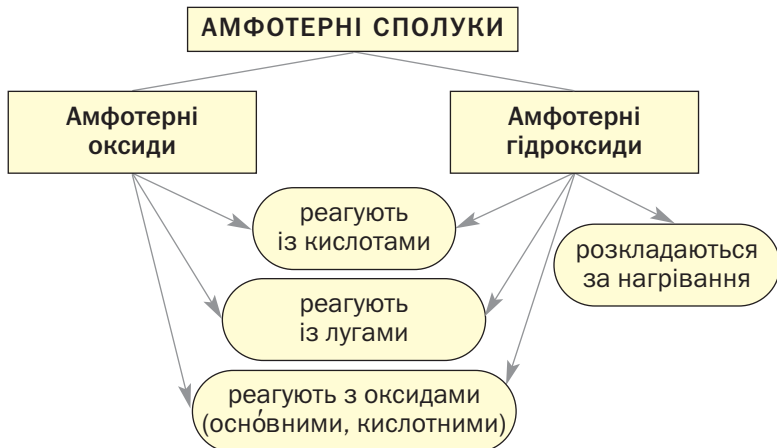 АМФОТЕРНІ СПОЛУКИ
Амфотерні
оксиди
Амфотерні
гідроксиди
реагують
із кислотами
розкладаються
за нагрівання
реагують
із лугами
реагують з оксидами
(осно́вними, кислотними)